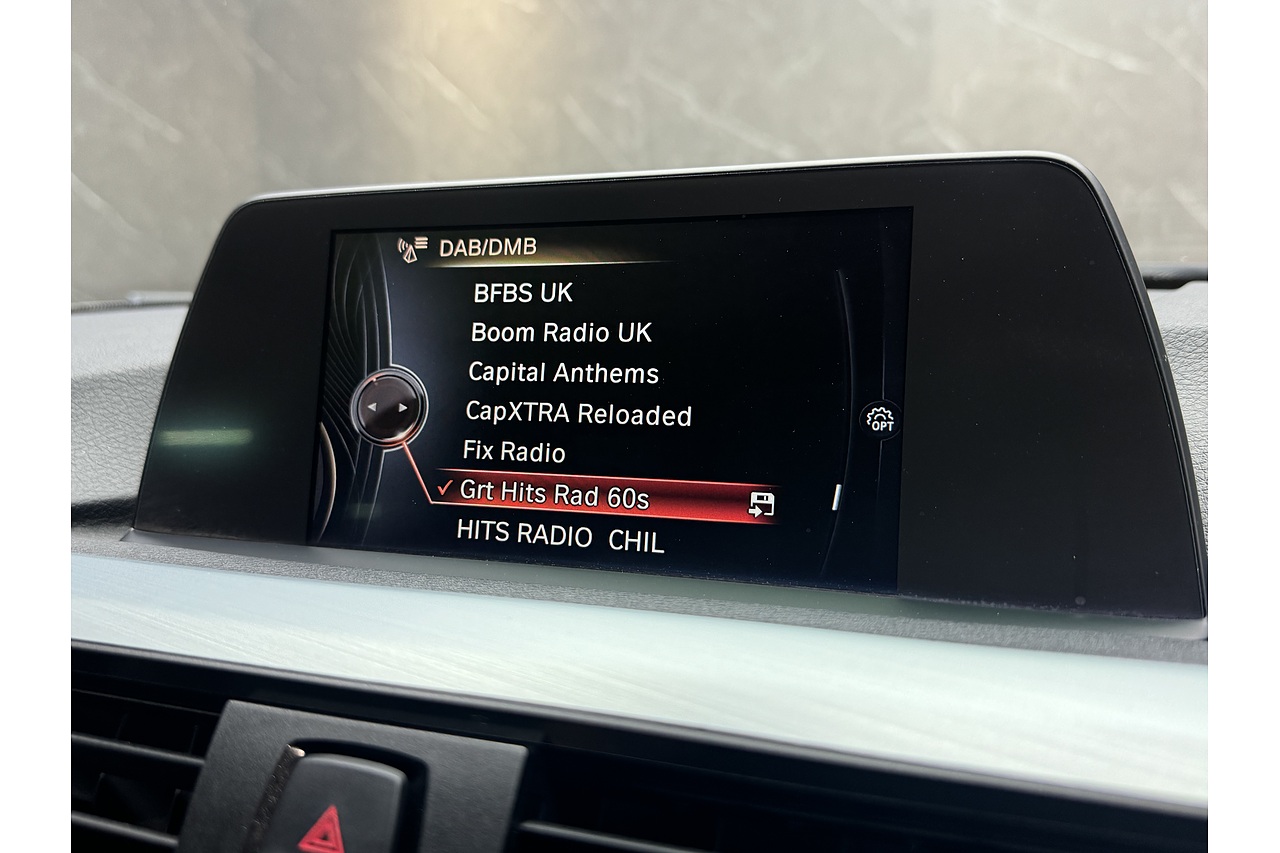 DAB/DMB
BFBS UK
Boom Radio UK
Capital Anthems
CapXTRA Reloaded
Fix Radio
Grt Hits Rad 60s
HITS RADIO  CHIL
OPT